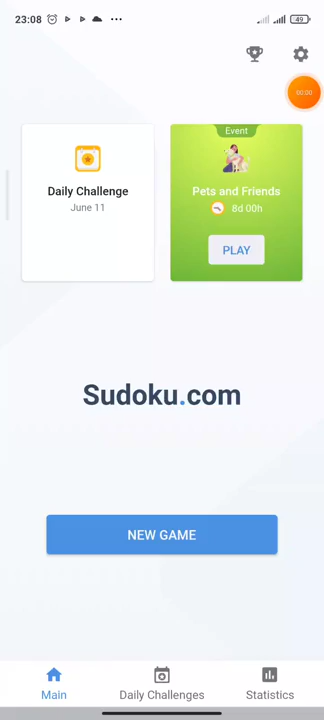 23:08
49
00:00
Event
Daily Challenge
June 11
Pets and Friends
8d 00h
PLAY
Sudoku.com
NEW GAME
Main
Daily Challenges
Statistics